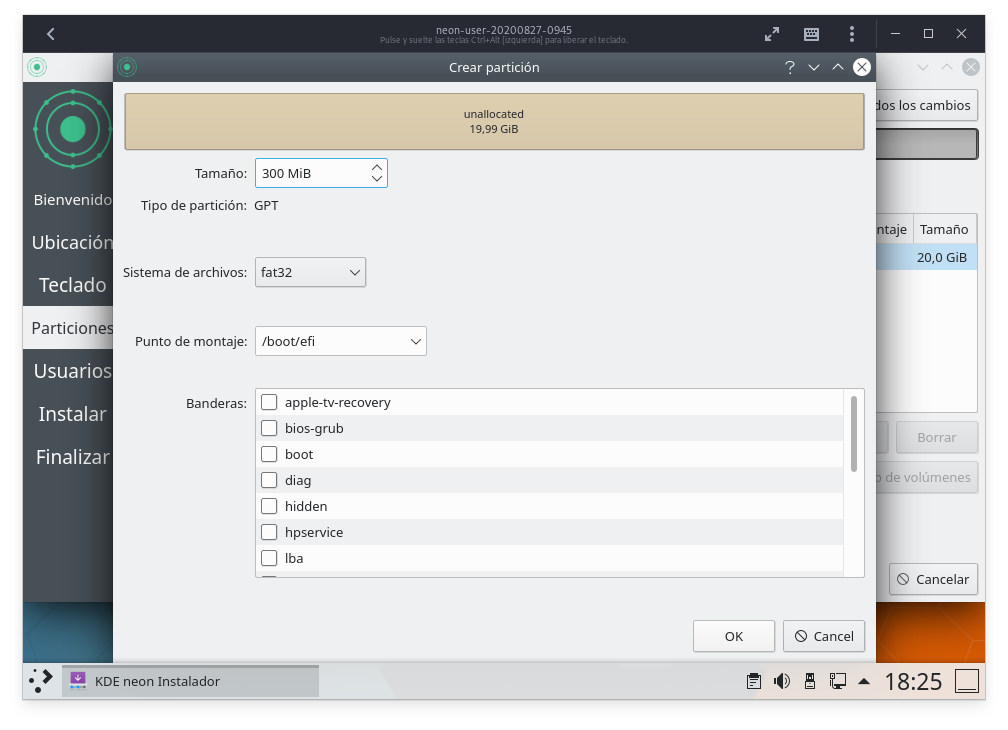 neon-user-20200827-0945
Pulse y suelte las teclas Ctrl+Alt [izquierda] para liberar el teclado.
Crear partición
dos los cambios
unallocated
19,99 GiB
Tamaño: 300 MiB
Tipo de partición: GPT
Sistema de archivos: fat32
Punto de montaje: /boot/efi
Banderas:
apple-tv-recovery
bios-grub
boot
diag
hidden
hpservice
lba
OK
Cancel
Bienvenido
Ubicación
Teclado
Particiones
Usuarios
Instalar
Finalizar
ntaje Tamaño
20,0 GiB
Borrar
o de volúmenes
Cancelar
KDE neon Instalador
18:25